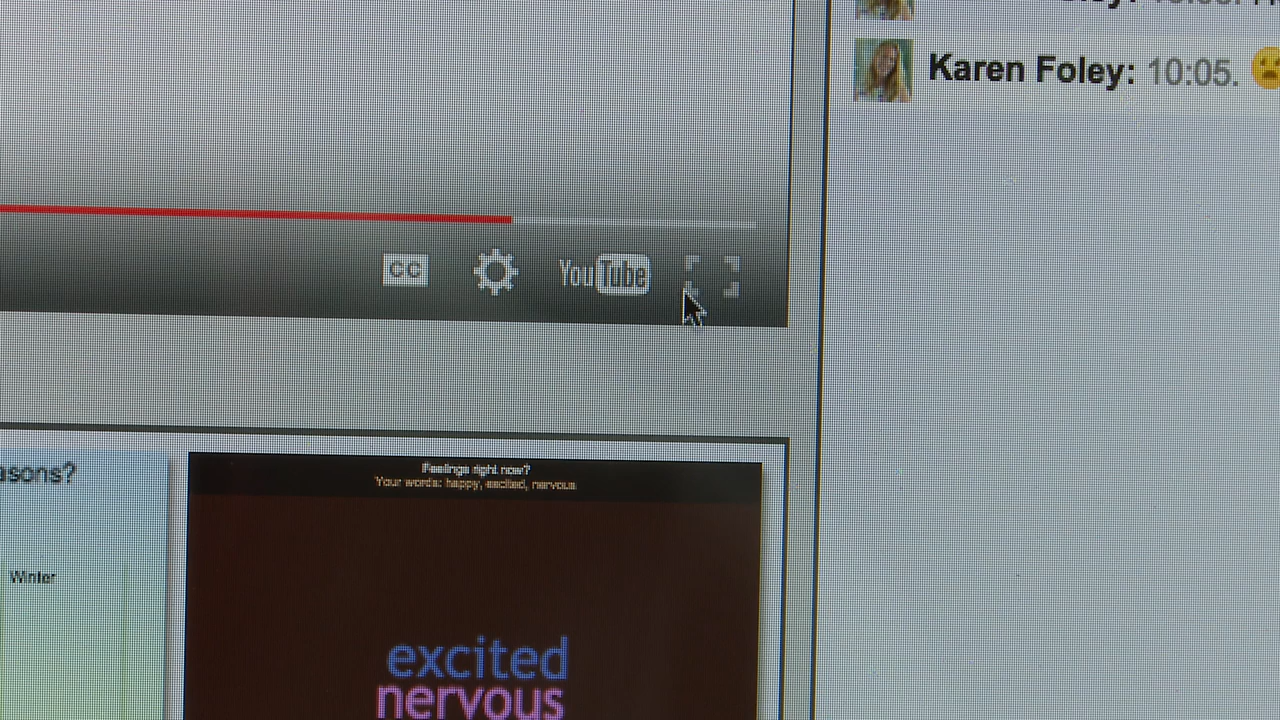 Karen Foley: 10:05.
CC
YouTube
asons?
Feelings right now?
Your words: happy, excited, nervous
Winter
excited
nervous